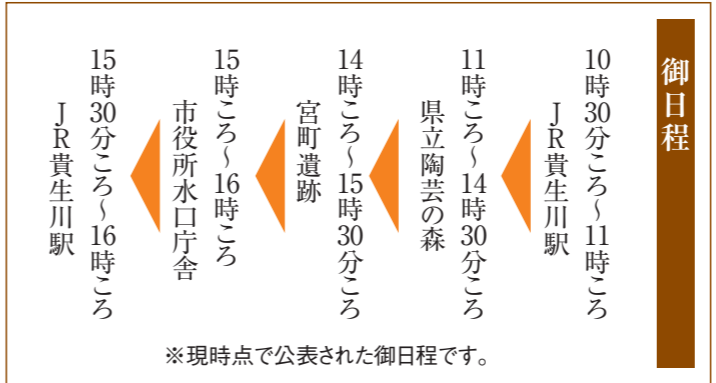 御日程
10時30分ころ～11時ころ
JR貴生川駅
11時ころ～14時30分ころ
県立陶芸の森
14時ころ～15時30分ころ
宮町遺跡
15時ころ～16時ころ
市役所水口庁舎
15時30分ころ～16時ころ
JR貴生川駅
※現時点で公表された御日程です。